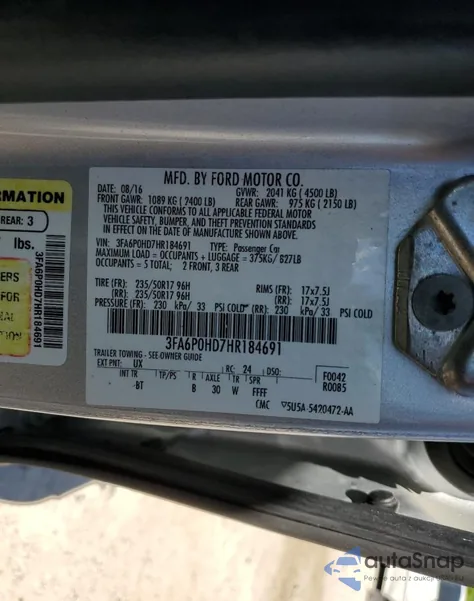 MFD. BY FORD MOTOR CO.
DATE: 08/16
GVWR: 2041 KG ( 4500 LB)
FRONT GAWR: 1089 KG ( 2400 LB)
REAR GAWR: 975 KG ( 2150 LB)
THIS VEHICLE CONFORMS TO ALL APPLICABLE FEDERAL MOTOR
VEHICLE SAFETY, BUMPER, AND THEFT PREVENTION STANDARDS
IN EFFECT ON THE DATE OF MANUFACTURE SHOWN ABOVE.
VIN: 3FA6P0HD7HR184691
TYPE: Passenger Car
MAXIMUM LOAD = OCCUPANTS + LUGGAGE = 375KG/ 827LB
OCCUPANTS = 5 TOTAL; 2 FRONT, 3 REAR
TIRE (FR): 235/50R17 96H RIMS (FR): 17x7.5J
(RR): 235/50R17 96H (RR): 17x7.5J
PRESSURE (FR): 230 kPa/ 33 PSI COLD (RR): 230 kPa/ 33 PSI COLD
3FA6P0HD7HR184691
TRAILER TOWING - SEE OWNER GUIDE
EXT PNT: UX RC: 24 DSO: F0042
INT TR TP/PS R AXLE TR SPR R0085
BT B 30 W FFFF
CMC 5U5A-5420472-AA
RMATION
REAR: 3
lbs.
ERS
FOR
AL
TION
3FA6P0HD7HR184691
autoSnap
Pewne auto z aukcji